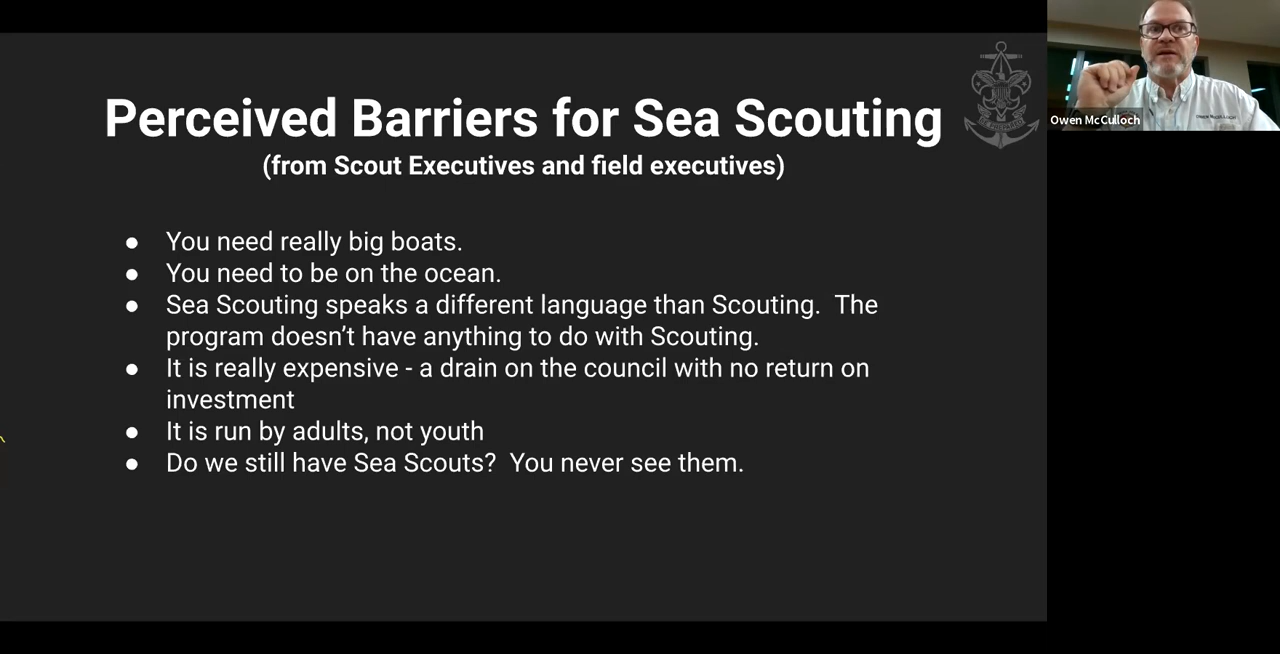 Perceived Barriers for Sea Scouting
(from Scout Executives and field executives)
● You need really big boats.
● You need to be on the ocean.
● Sea Scouting speaks a different language than Scouting.  The
program doesn’t have anything to do with Scouting.
● It is really expensive - a drain on the council with no return on
investment
● It is run by adults, not youth
● Do we still have Sea Scouts?  You never see them.
Owen McCulloch